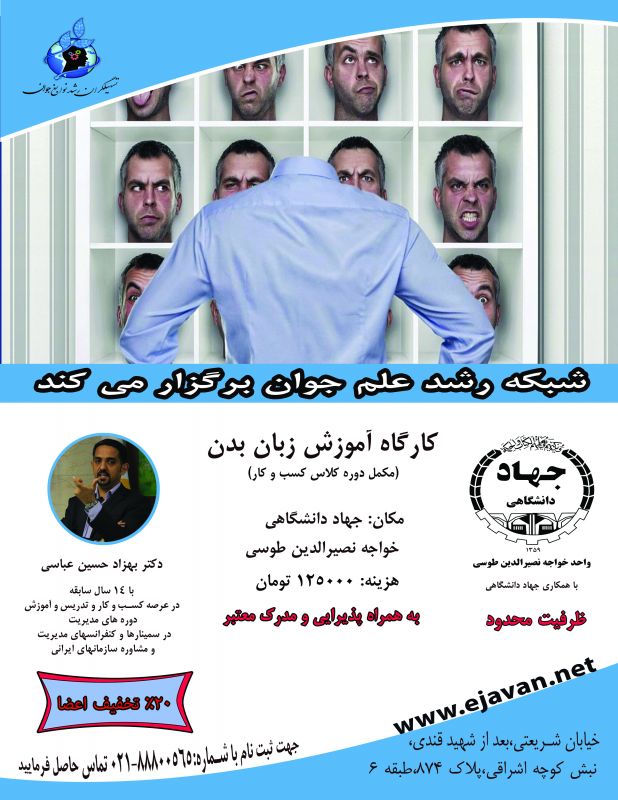 تسهیلگران رشد نوابغ جوان
شبکه رشد علم جوان برگزار می کند
کارگاه آموزش زبان بدن
(مکمل دوره کلاس کسب و کار)
مکان: جهاد دانشگاهی
خواجه نصیرالدین طوسی
هزینه: ۱۲۵۰۰۰ تومان
به همراه پذیرایی و مدرک معتبر
جهاد
دانشگاهی
۱۳۵۹
واحد خواجه نصیرالدین طوسی
با همکاری جهاد دانشگاهی
ظرفیت محدود
دکتر بهزاد حسین عباسی
با ۱۴ سال سابقه
در عرصه کسب و کار و تدریس و آموزش
دوره های مدیریت
در سمینارها و کنفرانسهای مدیریت
و مشاوره سازمانهای ایرانی
۲۰٪ تخفیف اعضا
www.ejavan.net
خیابان شریعتی،بعد از شهید قندی،
نبش کوچه اشراقی،پلاک ۸۷۴،طبقه ۶
جهت ثبت نام با شماره:۸۸۸۰۰۵۶۵-۰۲۱ تماس حاصل فرمایید